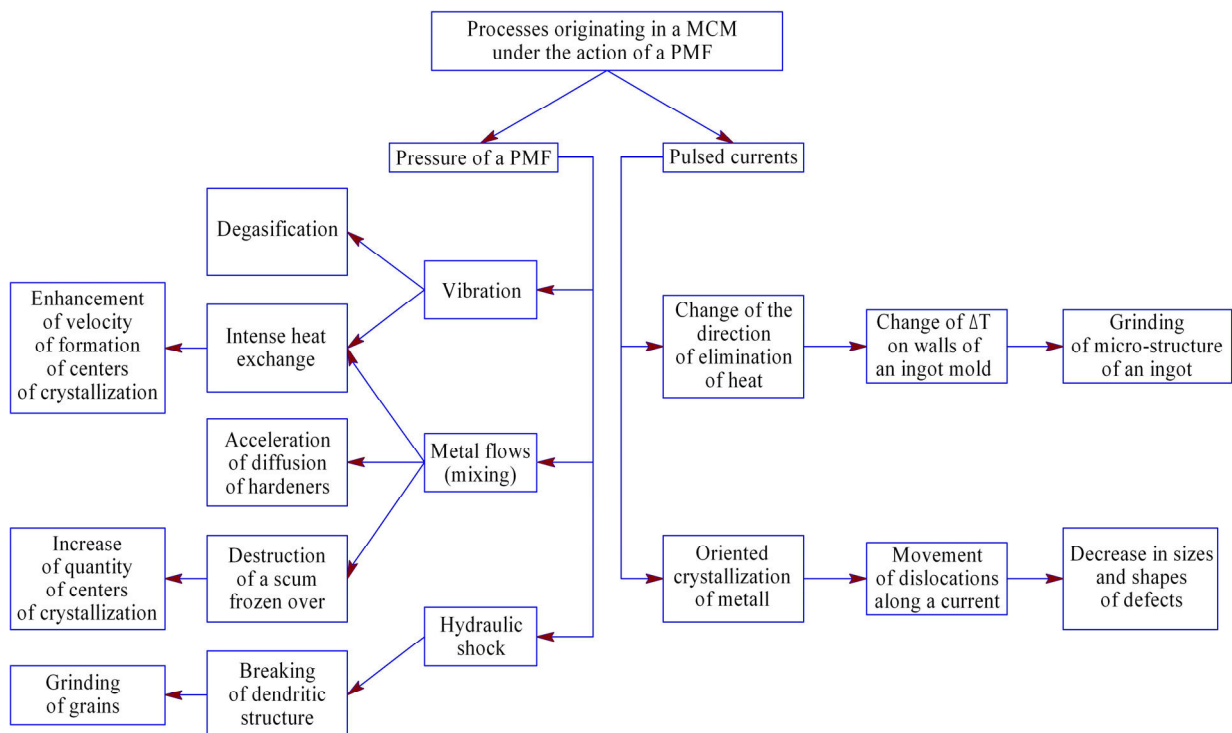 Processes originating in a MCM
under the action of a PMF
Pressure of a PMF
Pulsed currents
Degasification
Vibration
Enhancement
of velocity
of formation
of centers
of crystallization
Intense heat
exchange
Change of the
direction
of elimination
of heat
Change of ΔT
on walls of
an ingot mold
Grinding
of micro-structure
of an ingot
Acceleration
of diffusion
of hardeners
Metal flows
(mixing)
Increase
of quantity
of centers
of crystallization
Destruction
of a scum
frozen over
Oriented
crystallization
of metall
Movement
of dislocations
along a current
Decrease in sizes
and shapes
of defects
Hydraulic
shock
Grinding
of grains
Breaking
of dendritic
structure